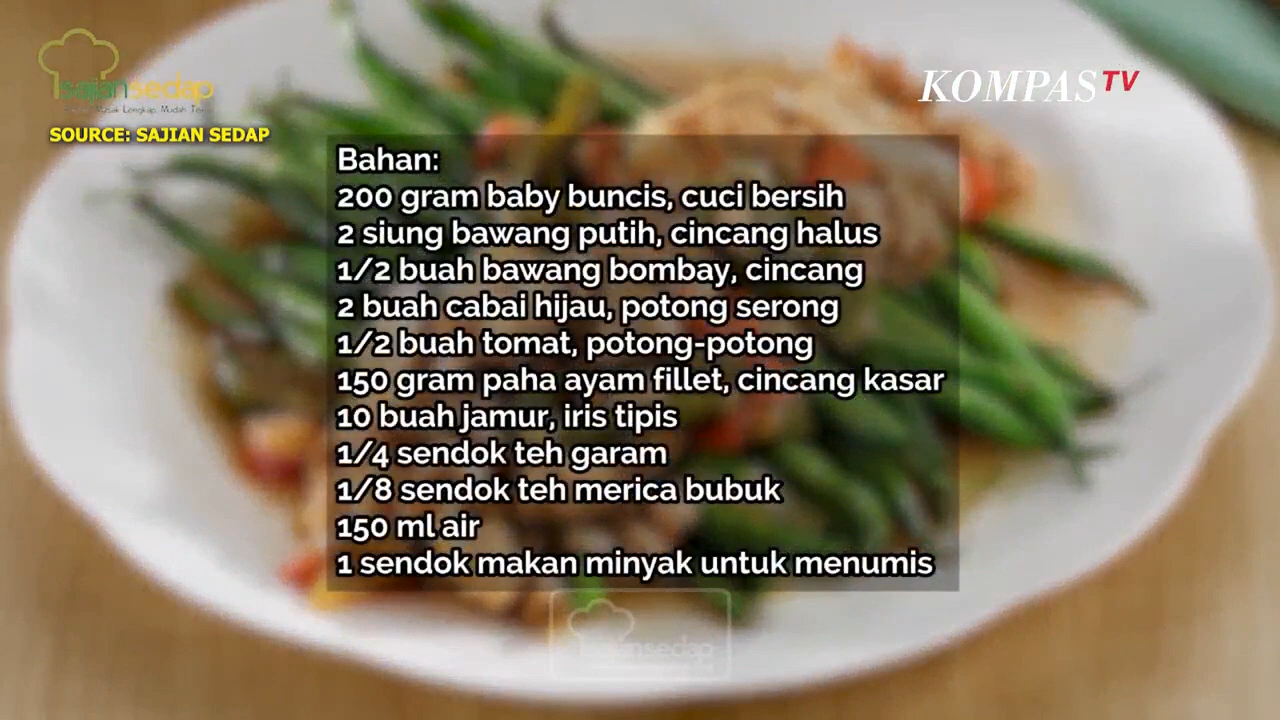 sajiansedap
KOMPAS TV
SOURCE: SAJIAN SEDAP
Bahan:
200 gram baby buncis, cuci bersih
2 siung bawang putih, cincang halus
1/2 buah bawang bombay, cincang
2 buah cabai hijau, potong serong
1/2 buah tomat, potong-potong
150 gram paha ayam fillet, cincang kasar
10 buah jamur, iris tipis
1/4 sendok teh garam
1/8 sendok teh merica bubuk
150 ml air
1 sendok makan minyak untuk menumis
sajiansedap